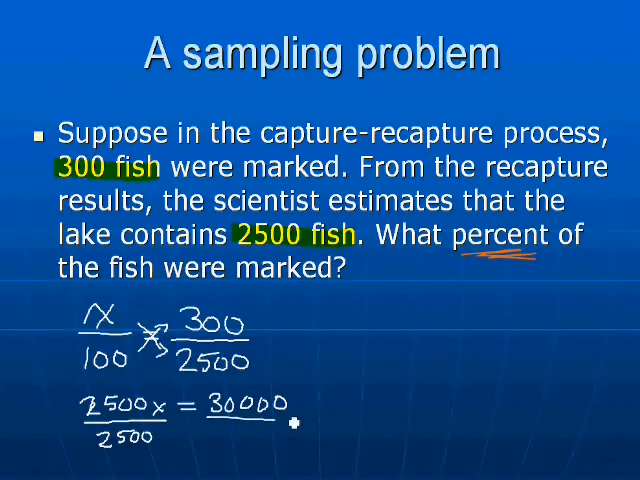 A sampling problem
Suppose in the capture-recapture process,
300 fish were marked. From the recapture
results, the scientist estimates that the
lake contains 2500 fish. What percent of
the fish were marked?
x 300
100 2500
2500x = 30000
2500